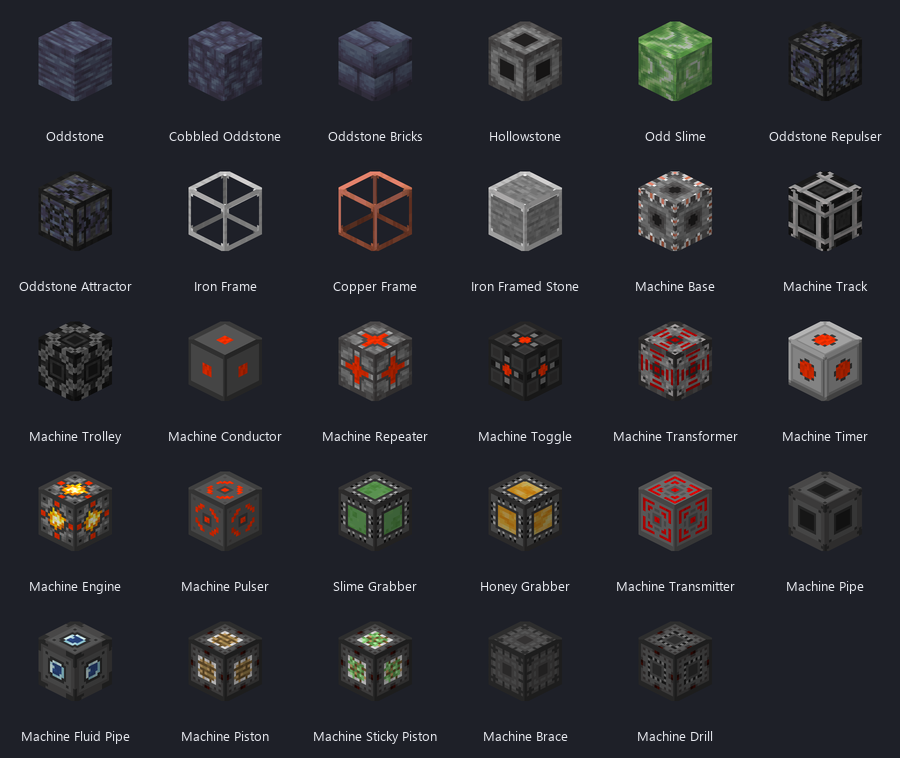 Oddstone
Cobbled Oddstone
Oddstone Bricks
Hollowstone
Odd Slime
Oddstone Repulser
Oddstone Attractor
Iron Frame
Copper Frame
Iron Framed Stone
Machine Base
Machine Track
Machine Trolley
Machine Conductor
Machine Repeater
Machine Toggle
Machine Transformer
Machine Timer
Machine Engine
Machine Pulser
Slime Grabber
Honey Grabber
Machine Transmitter
Machine Pipe
Machine Fluid Pipe
Machine Piston
Machine Sticky Piston
Machine Brace
Machine Drill